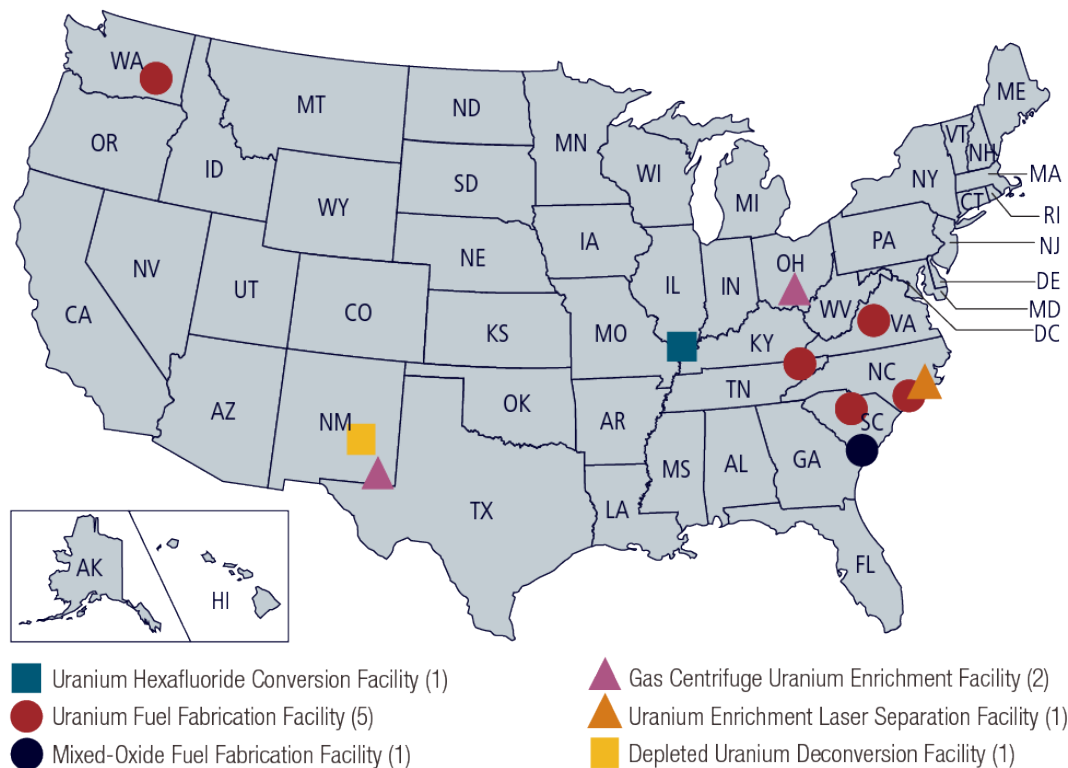 WA
MT
ND
MN
ME
OR
ID
SD
WI
VT
NH
WY
MI
NY
MA
CT
RI
IA
NE
PA
NJ
NV
OH
UT
IL
IN
DE
CA
CO
WV
MD
KS
MO
KY
VA
DC
NC
TN
OK
AZ
NM
AR
SC
MS
AL
GA
TX
LA
FL
AK
HI
Uranium Hexafluoride Conversion Facility (1)
Uranium Fuel Fabrication Facility (5)
Mixed-Oxide Fuel Fabrication Facility (1)
Gas Centrifuge Uranium Enrichment Facility (2)
Uranium Enrichment Laser Separation Facility (1)
Depleted Uranium Deconversion Facility (1)